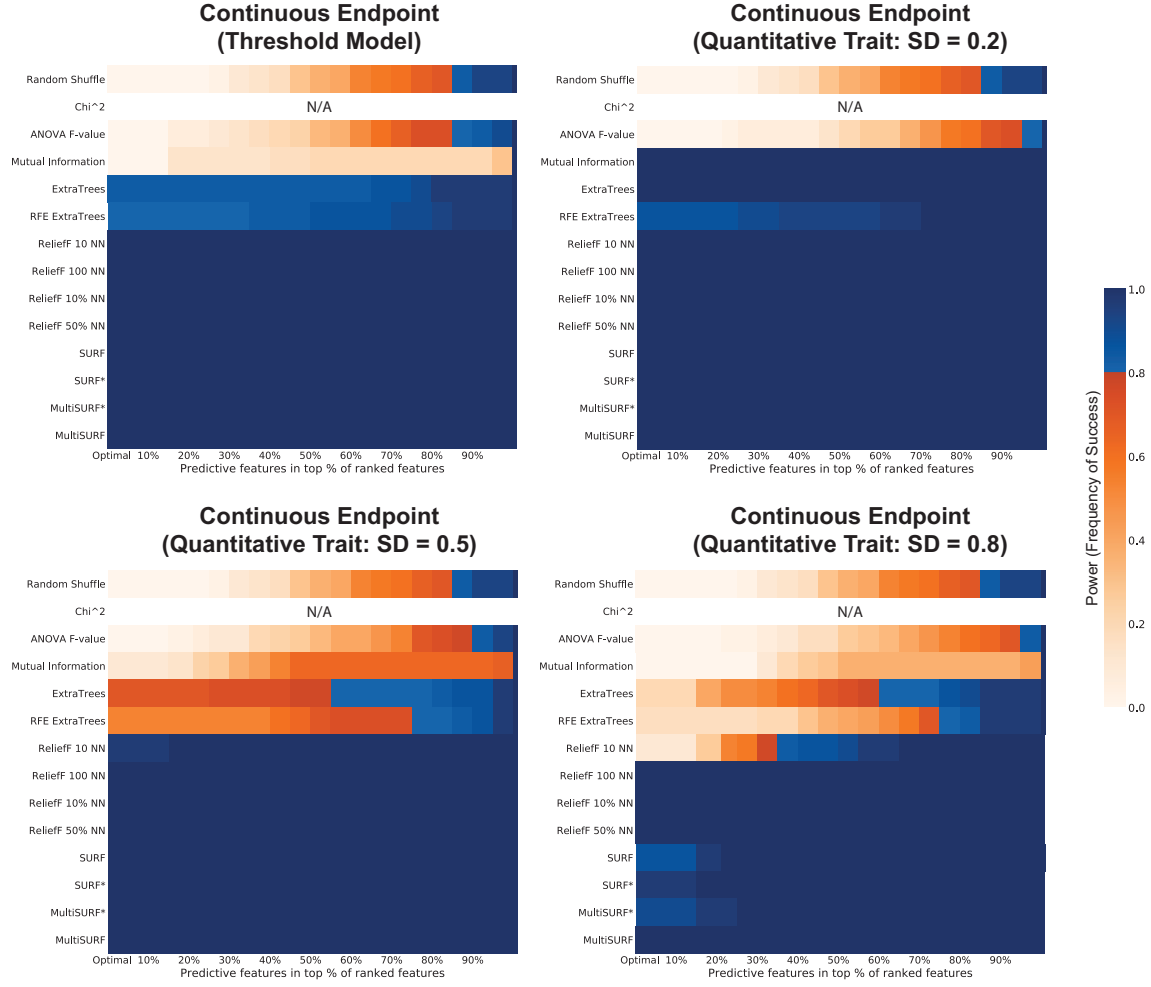 Continuous Endpoint
(Threshold Model)
Random Shuffle
Chi^2
N/A
ANOVA F-value
Mutual Information
ExtraTrees
RFE ExtraTrees
ReliefF 10 NN
ReliefF 100 NN
ReliefF 10% NN
ReliefF 50% NN
SURF
SURF*
MultiSURF*
MultiSURF
Optimal 10% 20% 30% 40% 50% 60% 70% 80% 90%
Predictive features in top % of ranked features
Continuous Endpoint
(Quantitative Trait: SD = 0.2)
Random Shuffle
Chi^2
N/A
ANOVA F-value
Mutual Information
ExtraTrees
RFE ExtraTrees
ReliefF 10 NN
ReliefF 100 NN
ReliefF 10% NN
ReliefF 50% NN
SURF
SURF*
MultiSURF*
MultiSURF
Optimal 10% 20% 30% 40% 50% 60% 70% 80% 90%
Predictive features in top % of ranked features
Continuous Endpoint
(Quantitative Trait: SD = 0.5)
Random Shuffle
Chi^2
N/A
ANOVA F-value
Mutual Information
ExtraTrees
RFE ExtraTrees
ReliefF 10 NN
ReliefF 100 NN
ReliefF 10% NN
ReliefF 50% NN
SURF
SURF*
MultiSURF*
MultiSURF
Optimal 10% 20% 30% 40% 50% 60% 70% 80% 90%
Predictive features in top % of ranked features
Continuous Endpoint
(Quantitative Trait: SD = 0.8)
Random Shuffle
Chi^2
N/A
ANOVA F-value
Mutual Information
ExtraTrees
RFE ExtraTrees
ReliefF 10 NN
ReliefF 100 NN
ReliefF 10% NN
ReliefF 50% NN
SURF
SURF*
MultiSURF*
MultiSURF
Optimal 10% 20% 30% 40% 50% 60% 70% 80% 90%
Predictive features in top % of ranked features
Power (Frequency of Success)
1.0
0.8
0.6
0.4
0.2
0.0